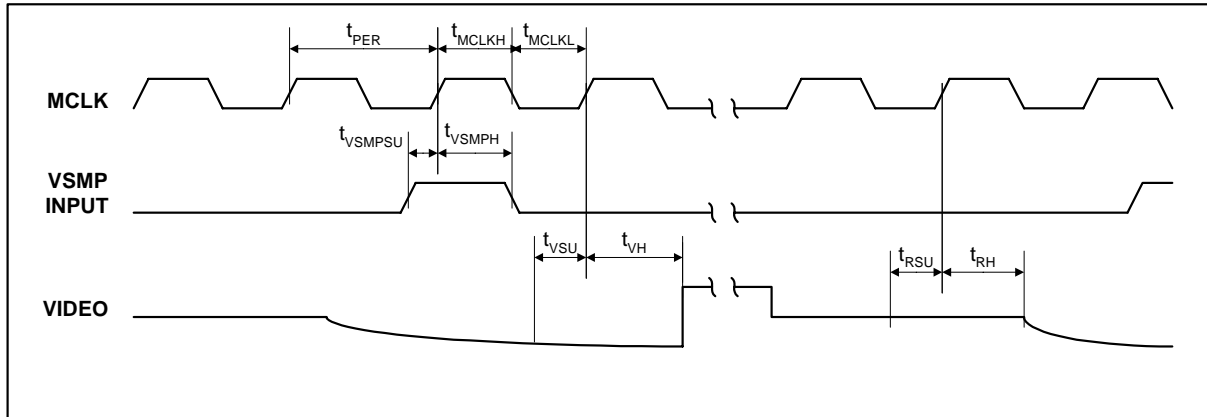 tPER
tMCLKH
tMCLKL
MCLK
tVSMPSU
tVSMPH
VSMP
INPUT
tVSU
tVH
tRSU
tRH
VIDEO